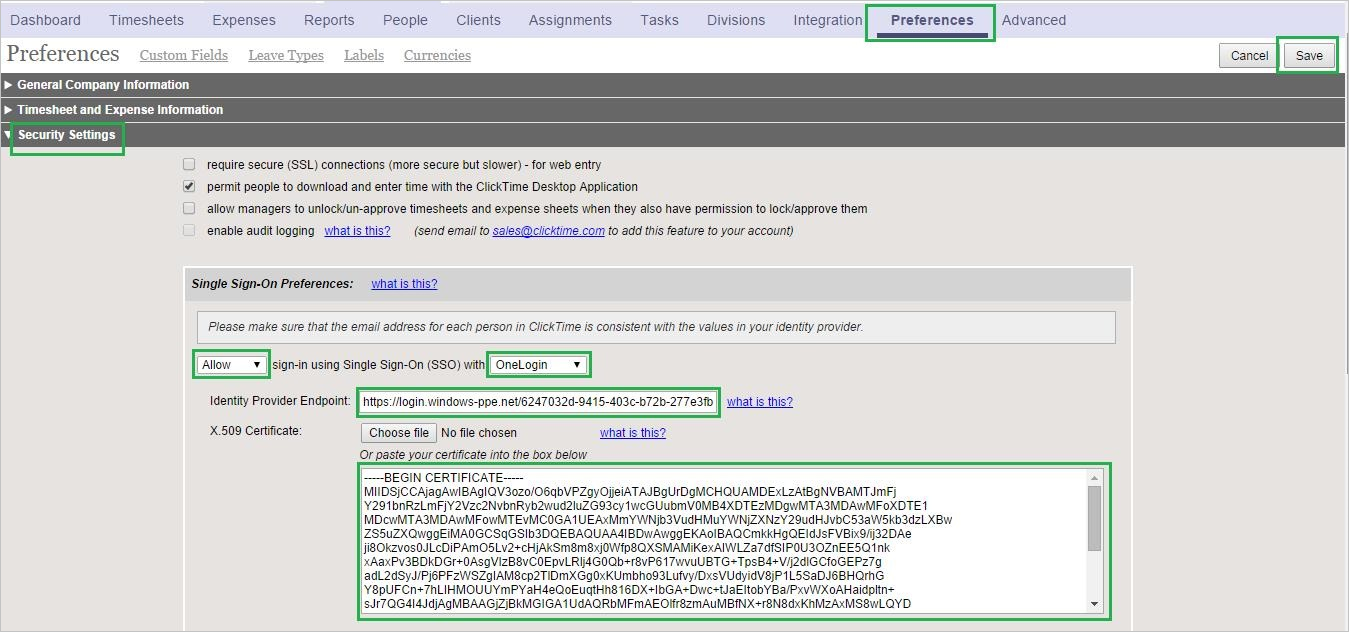 Dashboard Timesheets Expenses Reports People Clients Assignments Tasks Divisions Integration Preferences Advanced
Preferences Custom Fields Leave Types Labels Currencies Cancel Save
General Company Information
Timesheet and Expense Information
Security Settings
require secure (SSL) connections (more secure but slower) - for web entry
permit people to download and enter time with the ClickTime Desktop Application
allow managers to unlock/un-approve timesheets and expense sheets when they also have permission to lock/approve them
enable audit logging what is this? (send email to sales@clicktime.com to add this feature to your account)
Single Sign-On Preferences: what is this?
Please make sure that the email address for each person in ClickTime is consistent with the values in your identity provider.
Allow sign-in using Single Sign-On (SSO) with OneLogin
Identity Provider Endpoint: https://login.windows-ppe.net/6247032d-9415-403c-b72b-277e3fb what is this?
X.509 Certificate: Choose file No file chosen what is this?
Or paste your certificate into the box below
-----BEGIN CERTIFICATE-----
MIIDSjCCAjagAwIBAgIQV3ozo/O6qbVPZgyOjjeiATAJBgUrDgMCHQUAMDExLzAtBgNVBAMTJmFj
Y291bnRzLmFjY2Vzc2NvbnRyb2wud2luZG93cy1wcGUubmV0MB4XDTEzMDgwMTA3MDAwMFoXDTE1
MDcwMTA3MDAwMFowMTEvMC0GA1UEAxMmYWNjb3VudHMuYWNjZXNzY29udHJvbC53aW5kb3dzLXBw
ZS5uZXQwggEiMA0GCSqGSIb3DQEBAQUAA4IBDwAwggEKAoIBAQCmkkHgQEIdJsFVBix9/ij32DAe
ji8Okzvos0JLcDiPAmO5Lv2+cHjAkSm8m8xj0Wfp8QXSMAMiKexAlWLZa7dfSIP0U3OZnEE5Q1nk
xAaxPv3BDkDGr+0AsgVlzB8vC0EpvLRlj4G0Qb+r8vP617wvuUBTG+TpsB4+V/j2dIGCfoGEPz7g
adL2dSyJ/Pj6PFzWSZgIAM8cp2TlDmXGg0xKUmbho93Lufvy/DxsVUdyidV8jP1L5SaDJ6BHQrhG
Y8pUFCn+7hLIHMOUUYmPYaH4eQoEuqtHh816DX+IbGA+Dwc+tJaEltobYBa/PxvWXoAHaidpltn+
sJr7QG4I4JdjAgMBAAGjZjBkMGIGA1UdAQRbMFmAEOlfr8zmAuMBfNX+r8N8dxKhMzAxMS8wLQYD